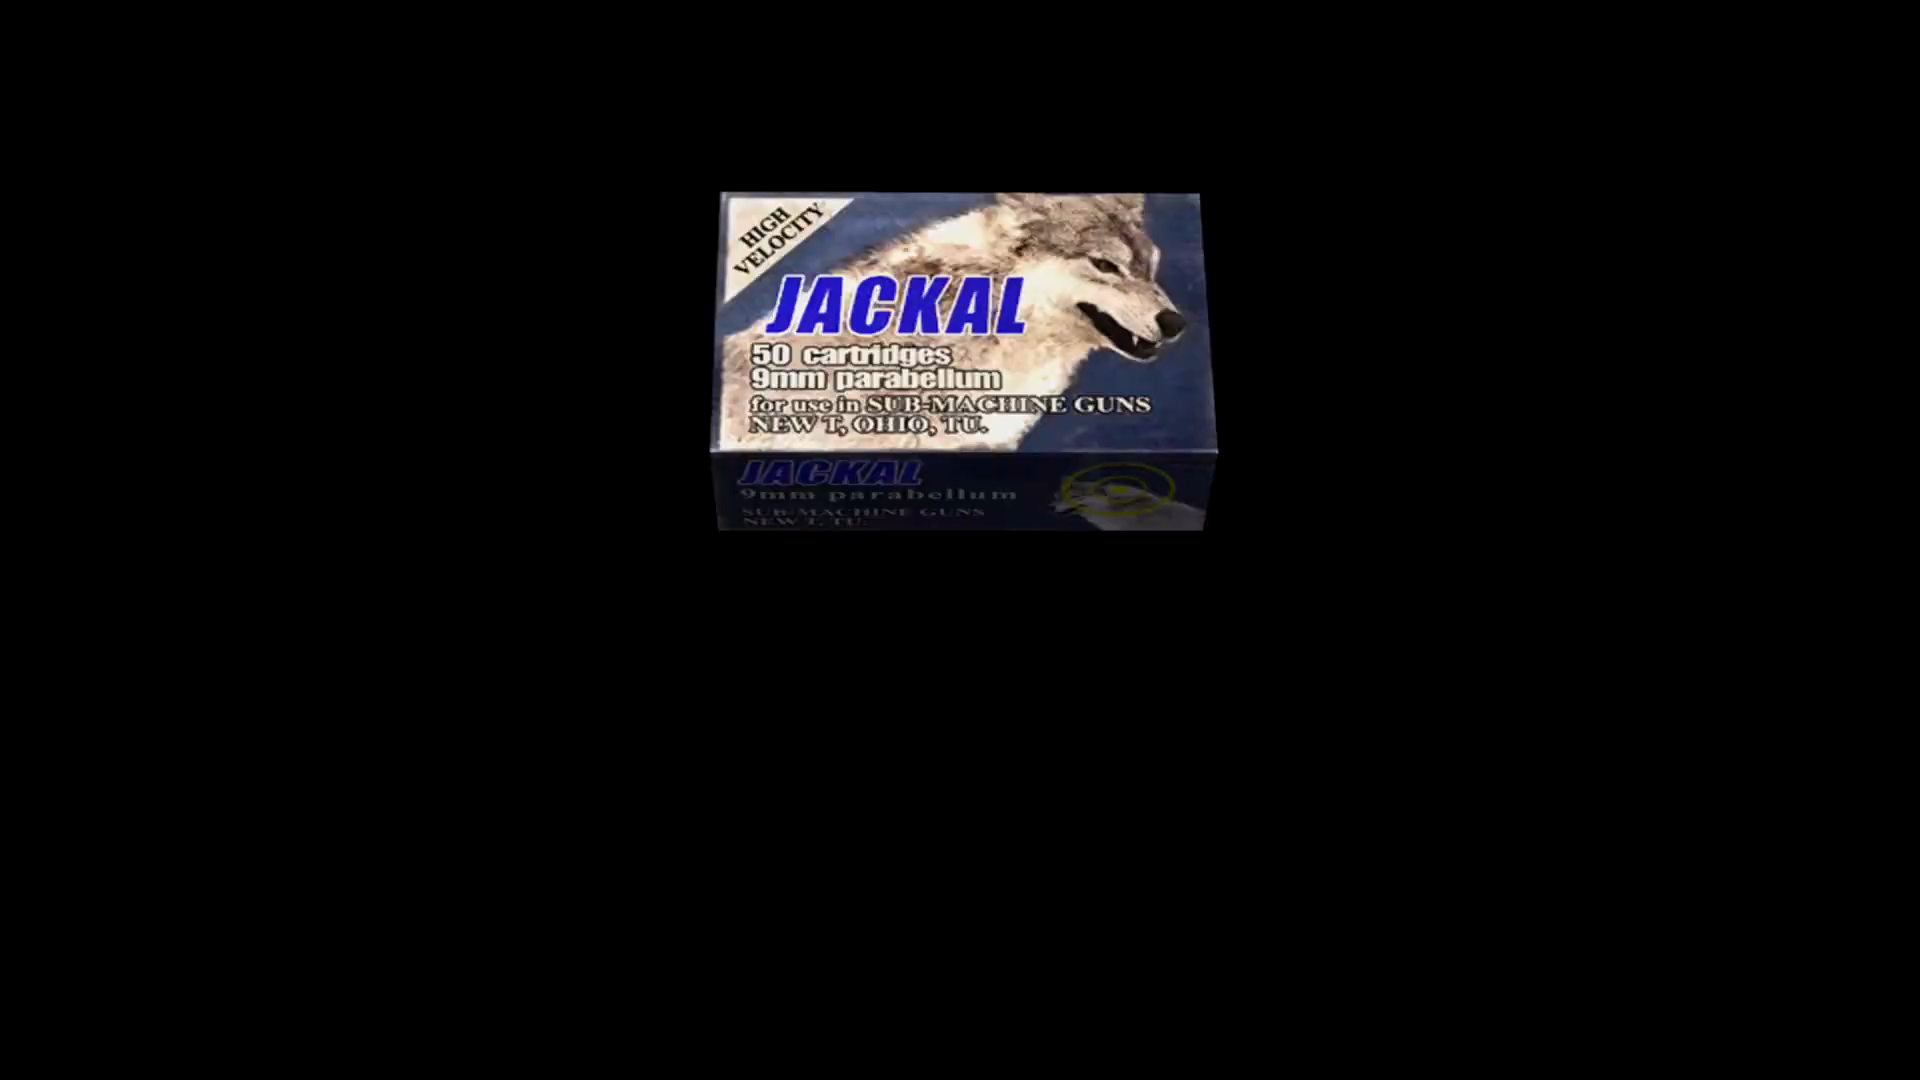 HIGH
VELOCITY
JACKAL
50 cartridges
9mm parabellum
for use in SUB-MACHINE GUNS
NEW T, OHIO, TU.
JACKAL
9mm parabellum
SUB-MACHINE GUNS
NEW T, TU.